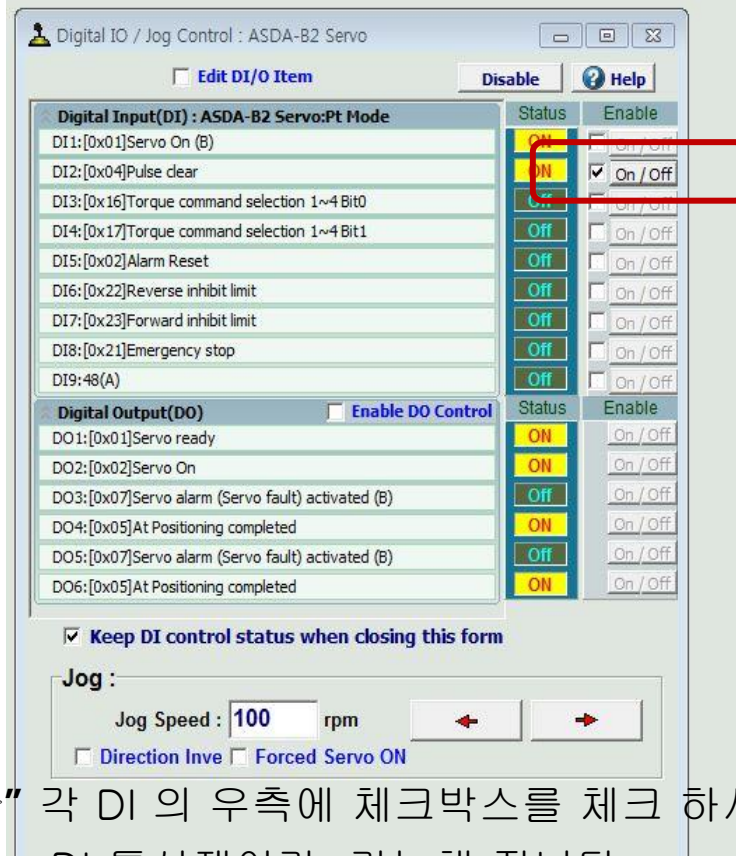 Digital IO / Jog Control : ASDA-B2 Servo
Edit DI/O Item Disable Help
Digital Input(DI) : ASDA-B2 Servo:Pt Mode Status Enable
DI1:[0x01]Servo On (B) ON On / Off
DI2:[0x04]Pulse clear ON On / Off
DI3:[0x16]Torque command selection 1~4 Bit0 Off On / Off
DI4:[0x17]Torque command selection 1~4 Bit1 Off On / Off
DI5:[0x02]Alarm Reset Off On / Off
DI6:[0x22]Reverse inhibit limit Off On / Off
DI7:[0x23]Forward inhibit limit Off On / Off
DI8:[0x21]Emergency stop Off On / Off
DI9:48(A) Off On / Off
Digital Output(DO) Enable DO Control Status Enable
DO1:[0x01]Servo ready ON On / Off
DO2:[0x02]Servo On ON On / Off
DO3:[0x07]Servo alarm (Servo fault) activated (B) Off On / Off
DO4:[0x05]At Positioning completed ON On / Off
DO5:[0x07]Servo alarm (Servo fault) activated (B) Off On / Off
DO6:[0x05]At Positioning completed ON On / Off
Keep DI control status when closing this form
Jog :
Jog Speed : 100 rpm
Direction Inve Forced Servo ON
" 각 DI 의 우측에 체크박스를 체크 하